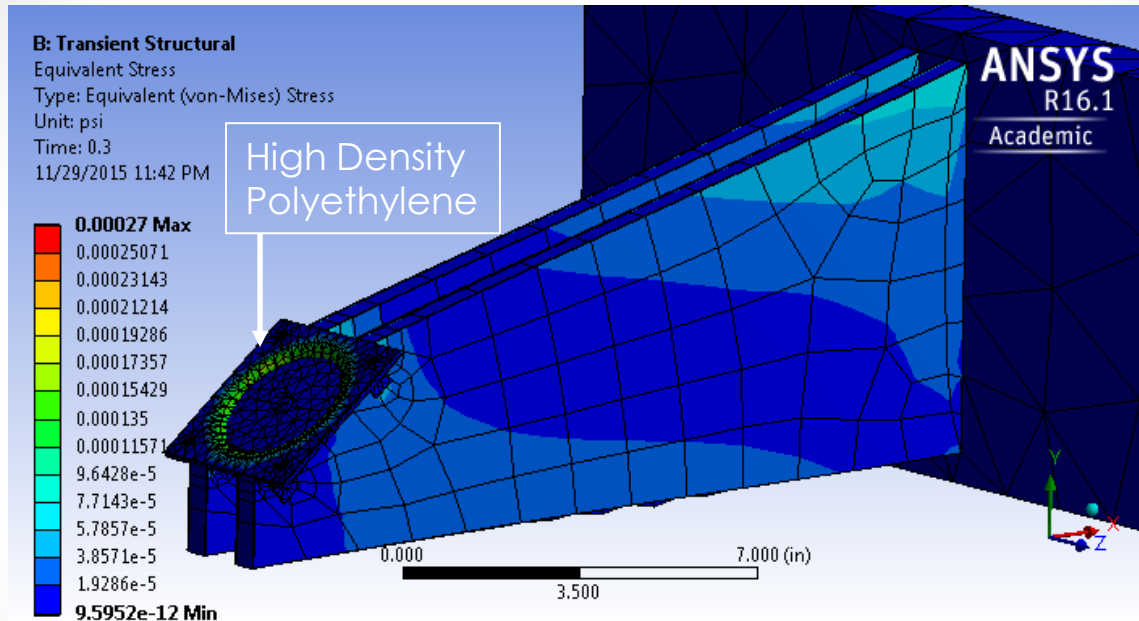 B: Transient Structural
Equivalent Stress
Type: Equivalent (von-Mises) Stress
Unit: psi
Time: 0.3
11/29/2015 11:42 PM
High Density
Polyethylene
ANSYS
R16.1
Academic
0.00027 Max
0.00025071
0.00023143
0.00021214
0.00019286
0.00017357
0.00015429
0.000135
0.00011571
9.6428e-5
7.7143e-5
5.7857e-5
3.8571e-5
1.9286e-5
9.5952e-12 Min
0.000
7.000 (in)
3.500
Y
X
Z